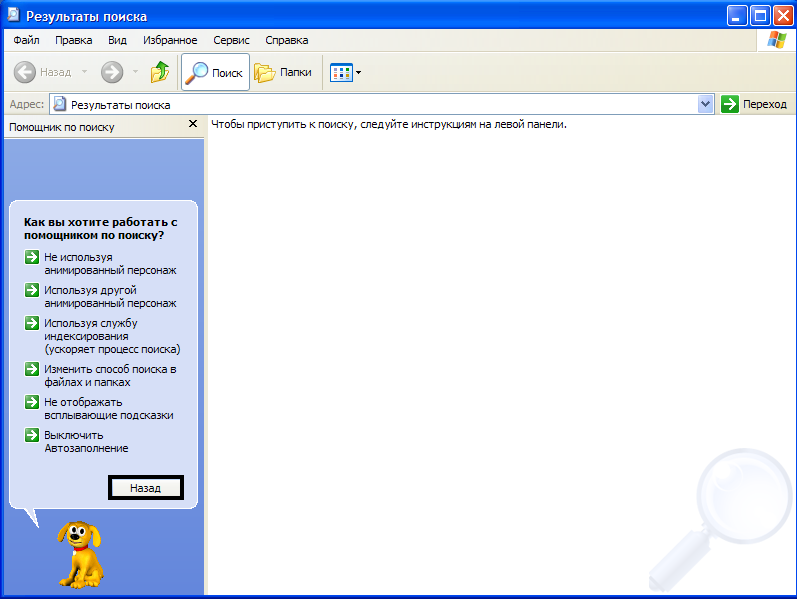 Результаты поиска
Файл Правка Вид Избранное Сервис Справка
Назад Поиск Папки
Адрес: Результаты поиска Переход
Помощник по поиску
Чтобы приступить к поиску, следуйте инструкциям на левой панели.
Как вы хотите работать с
помощником по поиску?
Не используя
анимированный персонаж
Используя другой
анимированный персонаж
Используя службу
индексирования
(ускоряет процесс поиска)
Изменить способ поиска в
файлах и папках
Не отображать
всплывающие подсказки
Выключить
Автозаполнение
Назад